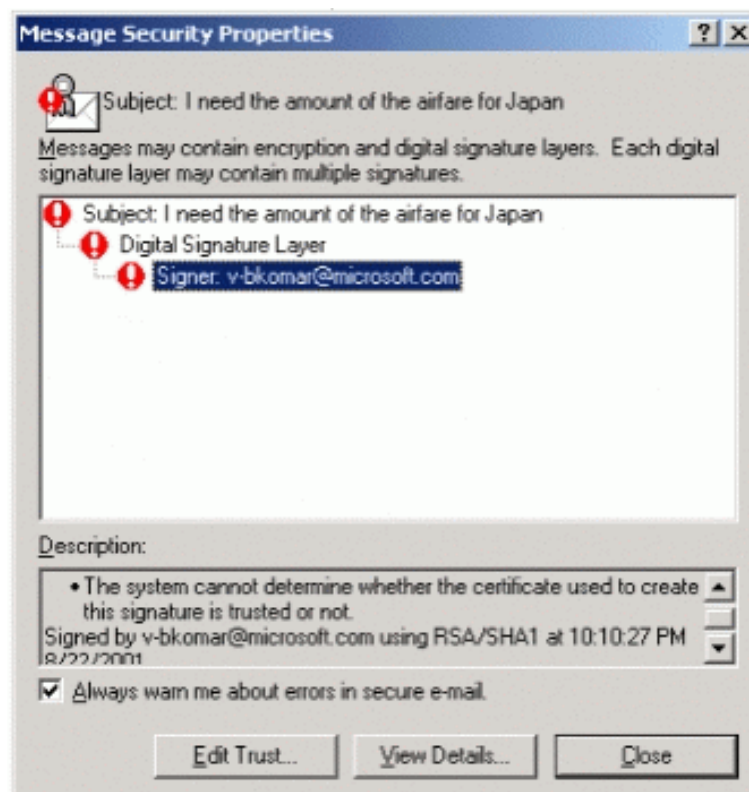 Message Security Properties
Subject: I need the amount of the airfare for Japan
Messages may contain encryption and digital signature layers. Each digital
signature layer may contain multiple signatures.
Subject: I need the amount of the airfare for Japan
Digital Signature Layer
Signer: v-bkomar@microsoft.com
Description:
• The system cannot determine whether the certificate used to create
this signature is trusted or not.
Signed by v-bkomar@microsoft.com using RSA/SHA1 at 10:10:27 PM
8/22/2001
Always warn me about errors in secure e-mail.
Edit Trust... View Details... Close